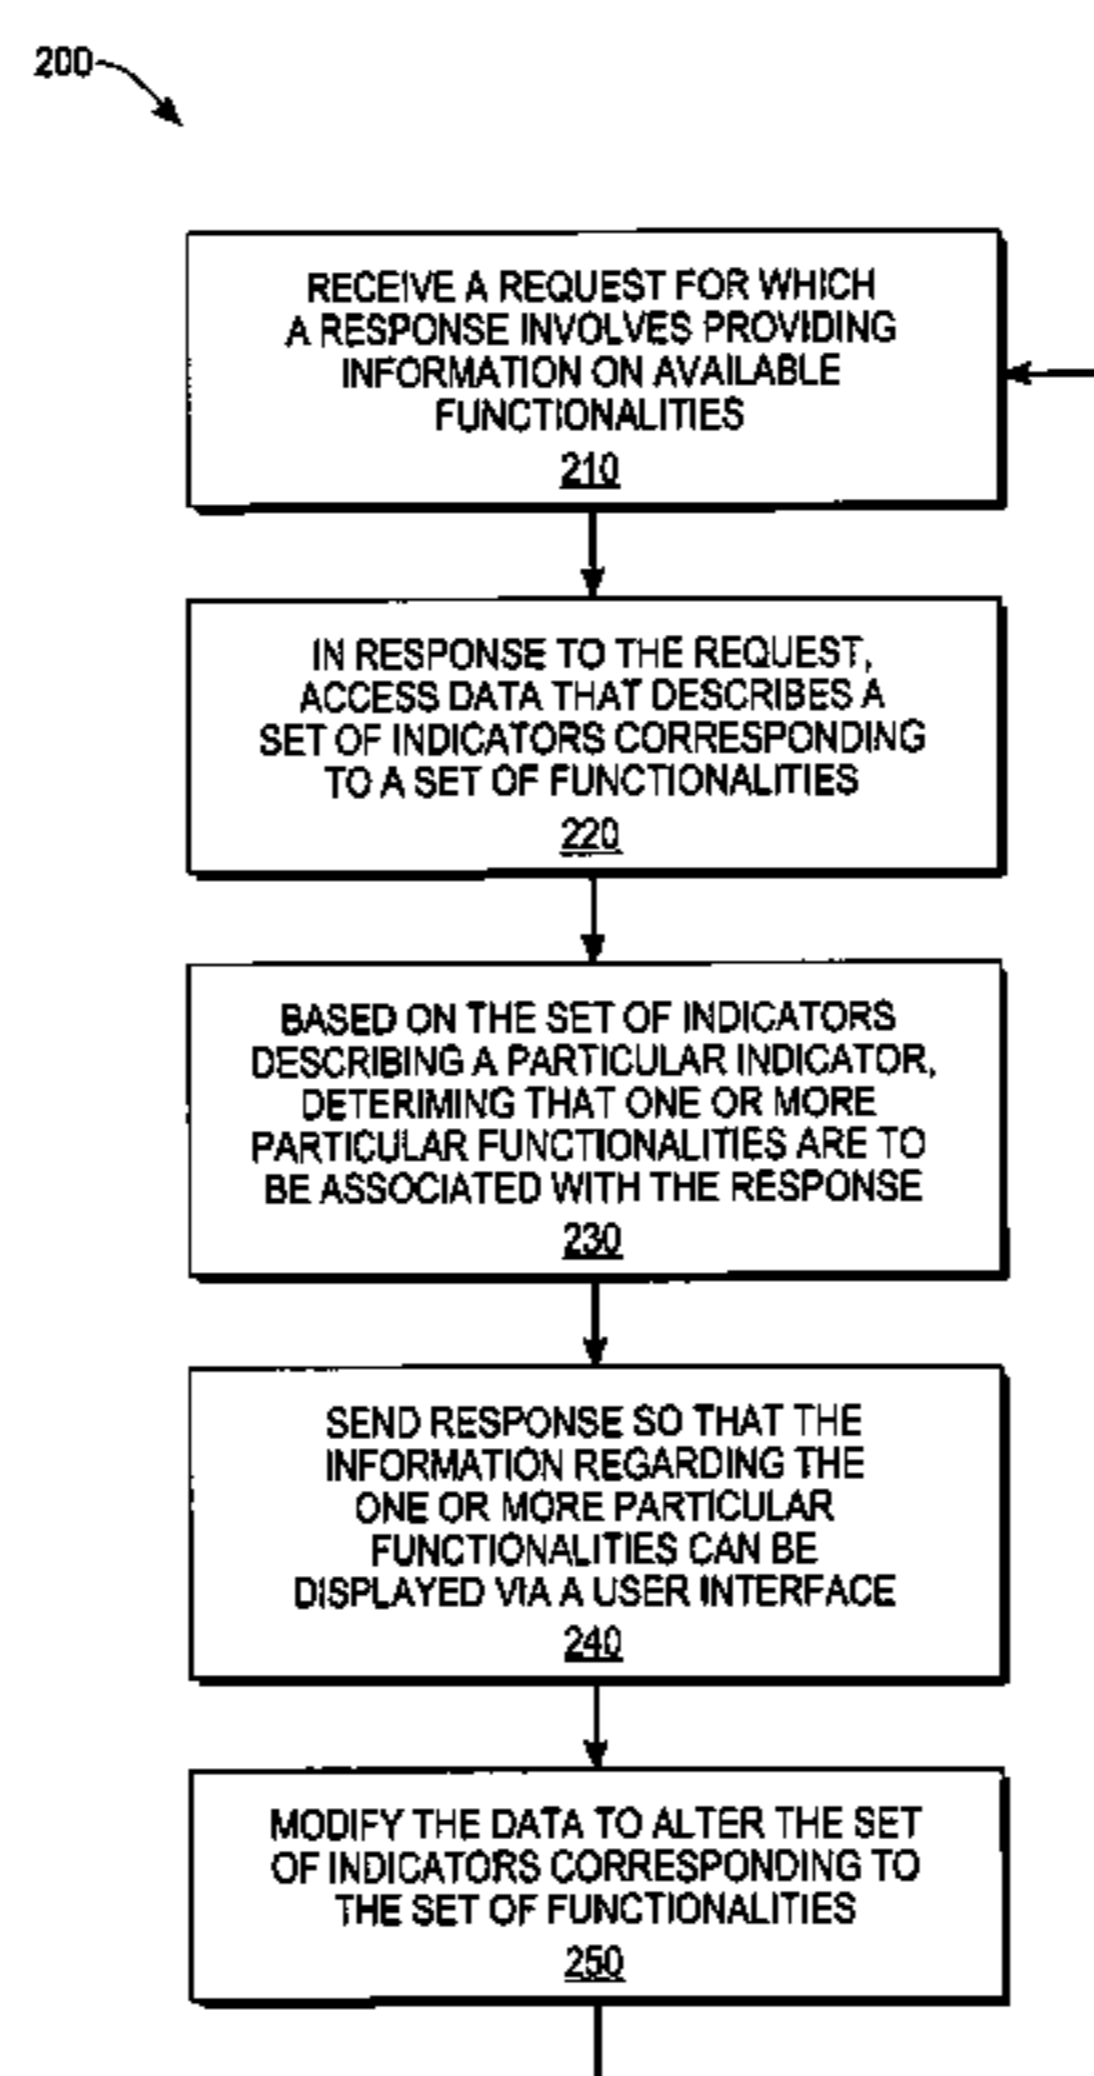 200
RECEIVE A REQUEST FOR WHICH
A RESPONSE INVOLVES PROVIDING
INFORMATION ON AVAILABLE
FUNCTIONALITIES
210
IN RESPONSE TO THE REQUEST,
ACCESS DATA THAT DESCRIBES A
SET OF INDICATORS CORRESPONDING
TO A SET OF FUNCTIONALITIES
220
BASED ON THE SET OF INDICATORS
DESCRIBING A PARTICULAR INDICATOR,
DETERIMING THAT ONE OR MORE
PARTICULAR FUNCTIONALITIES ARE TO
BE ASSOCIATED WITH THE RESPONSE
230
SEND RESPONSE SO THAT THE
INFORMATION REGARDING THE
ONE OR MORE PARTICULAR
FUNCTIONALITIES CAN BE
DISPLAYED VIA A USER INTERFACE
240
MODIFY THE DATA TO ALTER THE SET
OF INDICATORS CORRESPONDING TO
THE SET OF FUNCTIONALITIES
250